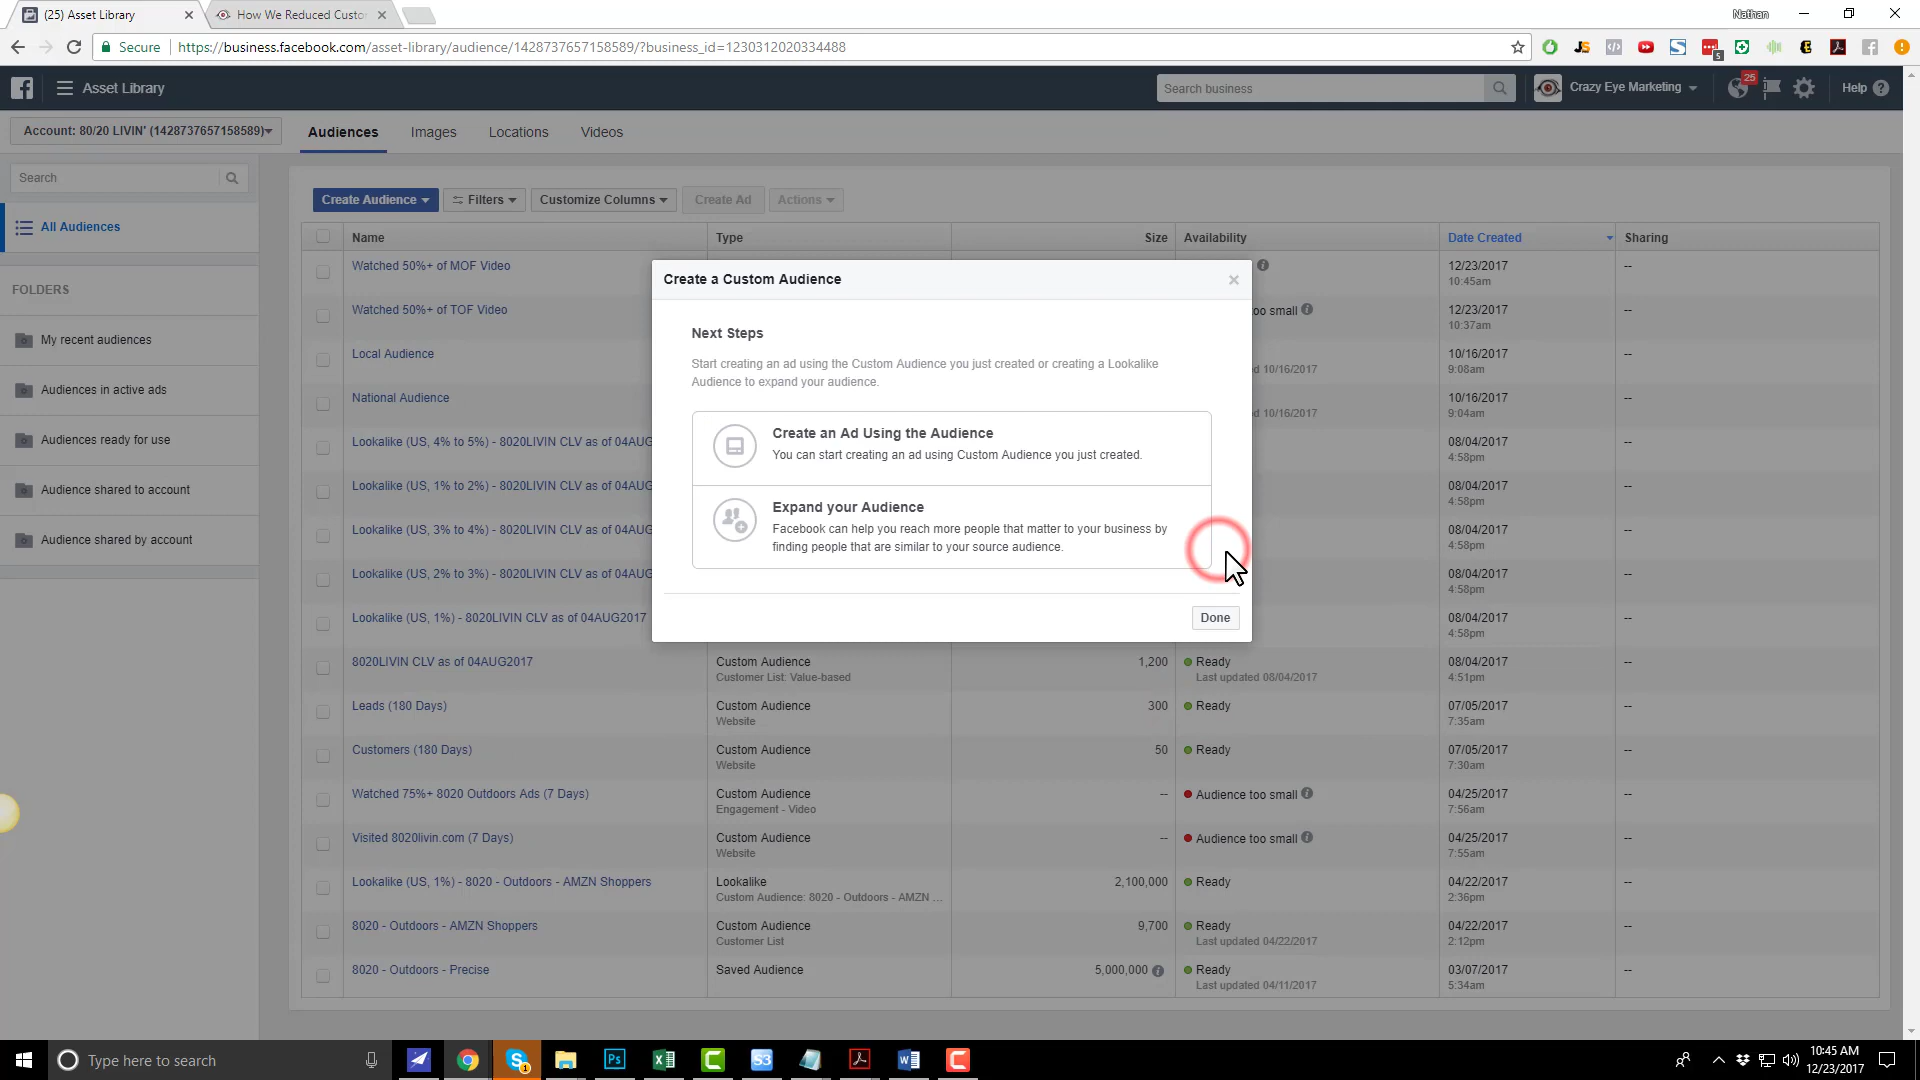 (25) Asset Library
How We Reduced Custo
Nathan
Secure
https://business.facebook.com/asset-library/audience/1428737657158589/?business_id=1230312020334488
Asset Library
Search business
Crazy Eye Marketing
25
Help
Account: 80/20 LIVIN' (1428737657158589)
Audiences
Images
Locations
Videos
Search
All Audiences
FOLDERS
My recent audiences
Audiences in active ads
Audiences ready for use
Audience shared to account
Audience shared by account
Create Audience
Filters
Customize Columns
Create Ad
Actions
Name Type Size Availability Date Created Sharing
Watched 50%+ of MOF Video 12/23/2017 --
10:45am
Watched 50%+ of TOF Video oo small 12/23/2017 --
10:37am
Local Audience 10/16/2017 --
d 10/16/2017 9:08am
National Audience 10/16/2017 --
d 10/16/2017 9:04am
Lookalike (US, 4% to 5%) - 8020LIVIN CLV as of 04AUG 08/04/2017 --
4:58pm
Lookalike (US, 1% to 2%) - 8020LIVIN CLV as of 04AUG 08/04/2017 --
4:58pm
Lookalike (US, 3% to 4%) - 8020LIVIN CLV as of 04AUG 08/04/2017 --
4:58pm
Lookalike (US, 2% to 3%) - 8020LIVIN CLV as of 04AUG 08/04/2017 --
4:58pm
Lookalike (US, 1%) - 8020LIVIN CLV as of 04AUG2017 08/04/2017 --
4:58pm
8020LIVIN CLV as of 04AUG2017 Custom Audience 1,200 Ready 08/04/2017 --
Customer List: Value-based Last updated 08/04/2017 4:51pm
Leads (180 Days) Custom Audience 300 Ready 07/05/2017 --
Website 7:35am
Customers (180 Days) Custom Audience 50 Ready 07/05/2017 --
Website 7:30am
Watched 75%+ 8020 Outdoors Ads (7 Days) Custom Audience -- Audience too small 04/25/2017 --
Engagement - Video 7:56am
Visited 8020livin.com (7 Days) Custom Audience -- Audience too small 04/25/2017 --
Website 7:55am
Lookalike (US, 1%) - 8020 - Outdoors - AMZN Shoppers Lookalike 2,100,000 Ready 04/22/2017 --
Custom Audience: 8020 - Outdoors - AMZN ... 2:36pm
8020 - Outdoors - AMZN Shoppers Custom Audience 9,700 Ready 04/22/2017 --
Customer List Last updated 04/22/2017 2:12pm
8020 - Outdoors - Precise Saved Audience 5,000,000 Ready 03/07/2017 --
Last updated 04/11/2017 5:34am
Create a Custom Audience
Next Steps
Start creating an ad using the Custom Audience you just created or creating a Lookalike
Audience to expand your audience.
Create an Ad Using the Audience
You can start creating an ad using Custom Audience you just created.
Expand your Audience
Facebook can help you reach more people that matter to your business by
finding people that are similar to your source audience.
Done
Type here to search
10:45 AM
12/23/2017